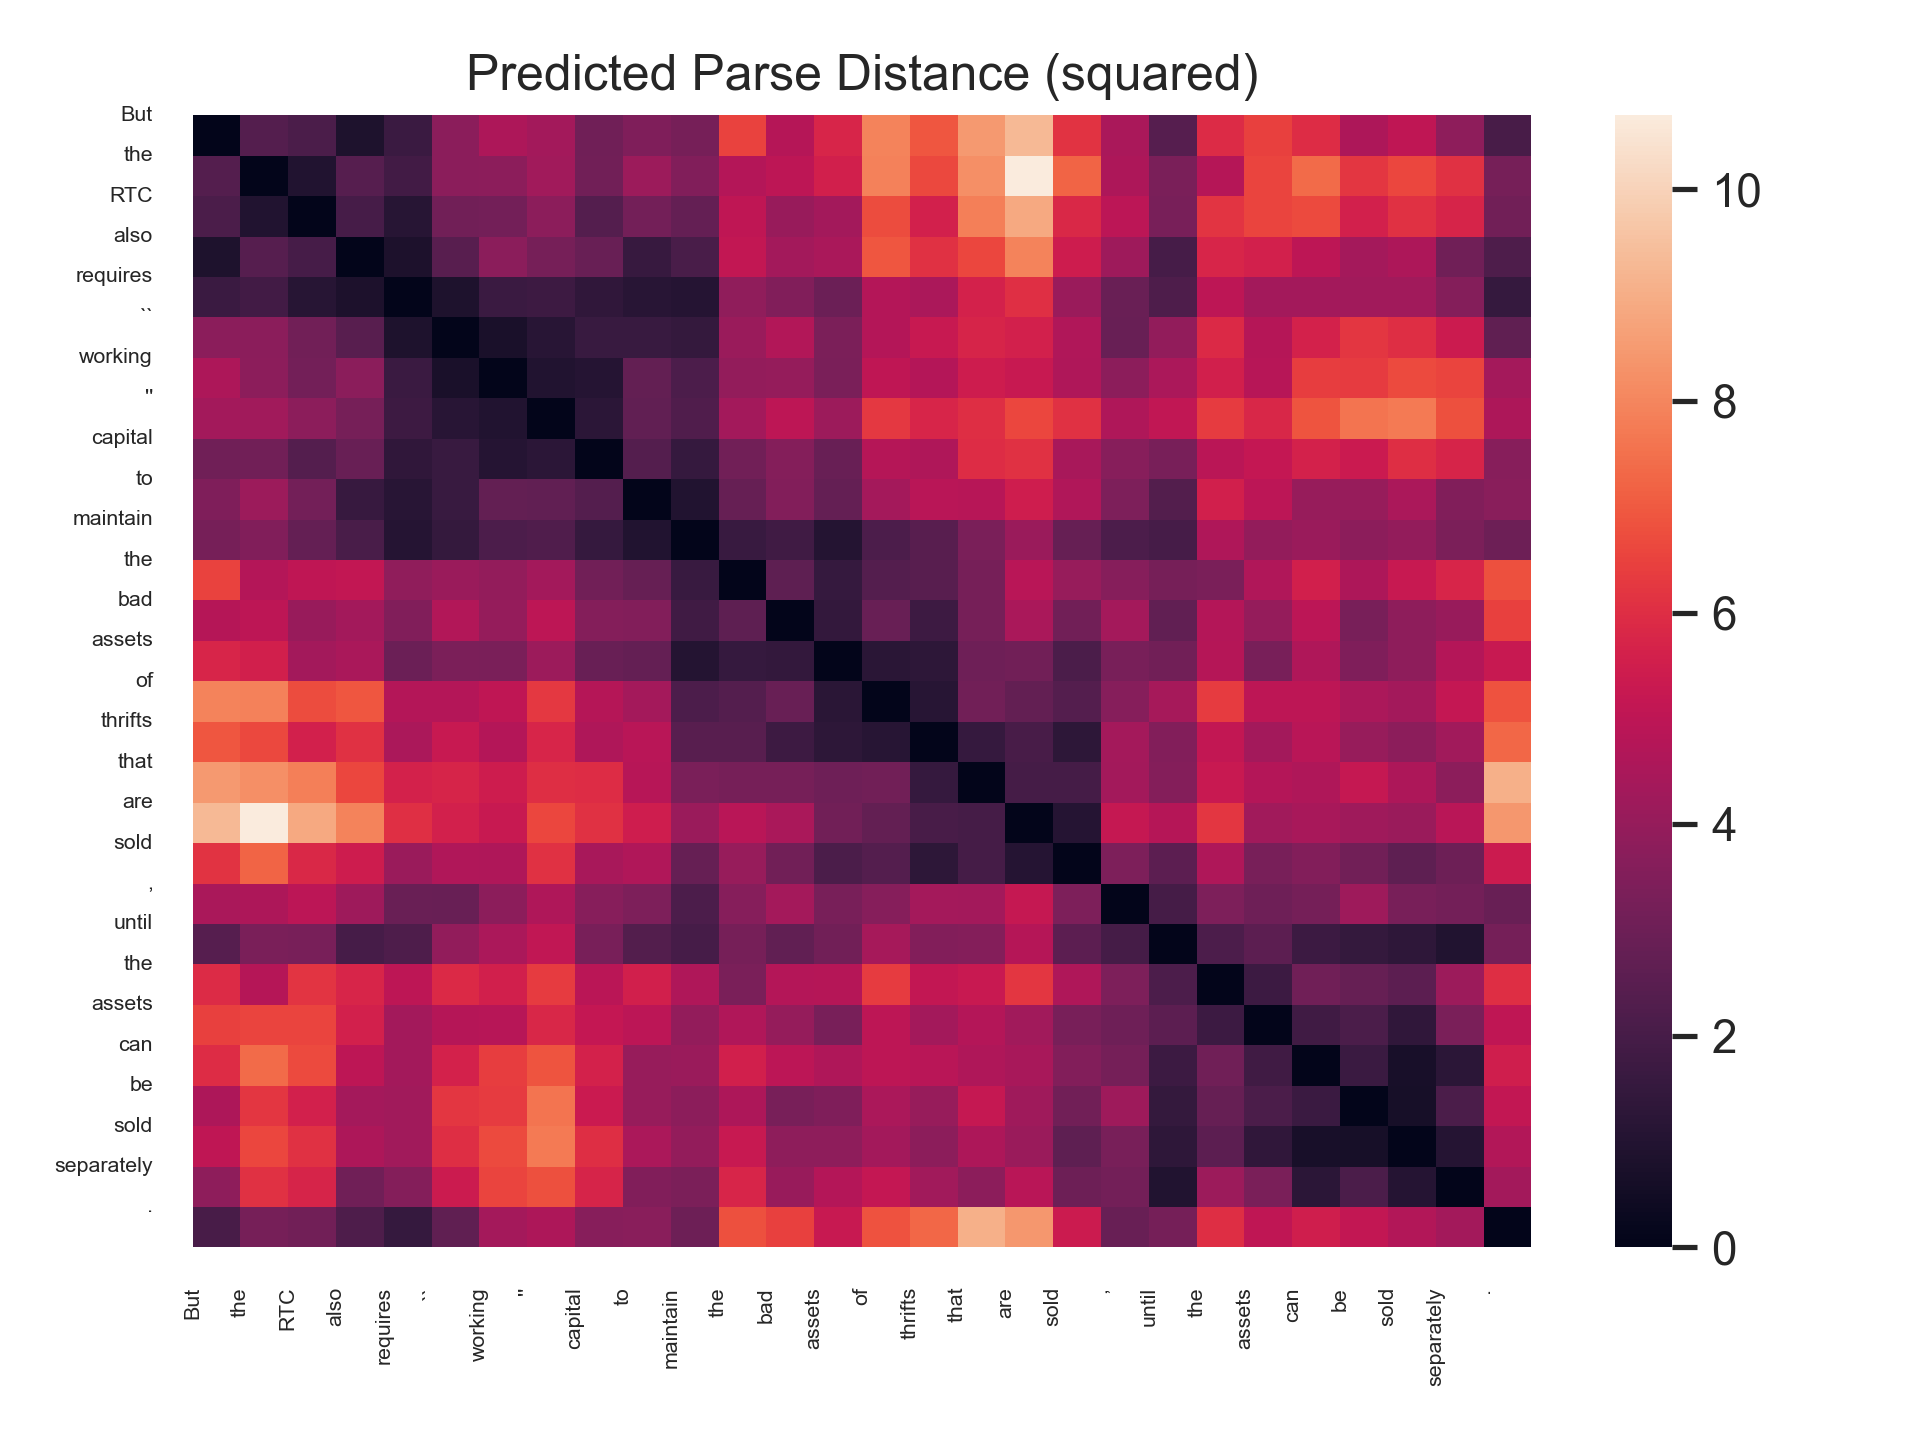 Predicted Parse Distance (squared)
But
the
RTC
also
requires
``
working
''
capital
to
maintain
the
bad
assets
of
thrifts
that
are
sold
,
until
the
assets
can
be
sold
separately
.
10
8
6
4
2
0
But
the
RTC
also
requires
``
working
''
capital
to
maintain
the
bad
assets
of
thrifts
that
are
sold
,
until
the
assets
can
be
sold
separately
.